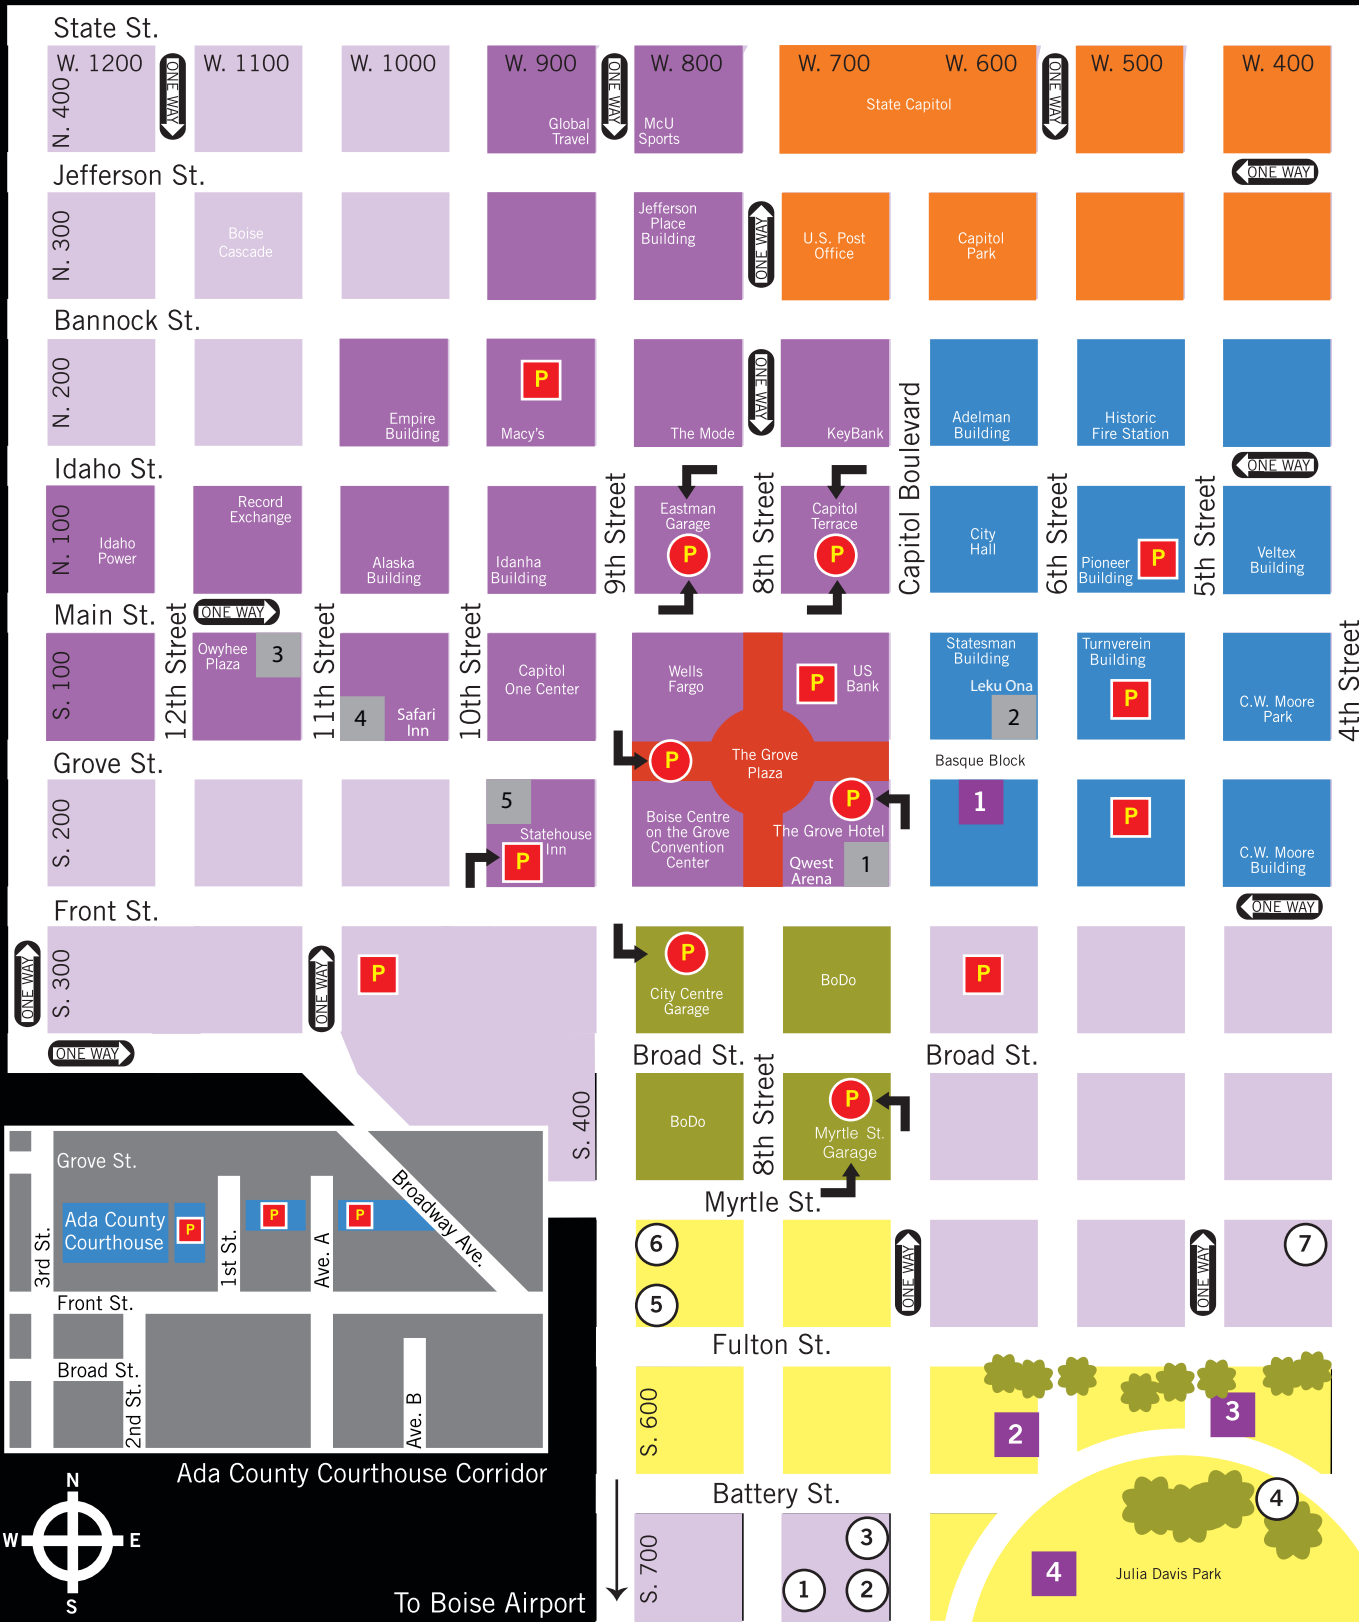 State St.
W. 1200
W. 1100
W. 1000
W. 900
W. 800
W. 700
W. 600
W. 500
W. 400
N. 400
ONE WAY
ONE WAY
ONE WAY
Global
Travel
McU
Sports
State Capitol
Jefferson St.
ONE WAY
N. 300
Boise
Cascade
Jefferson
Place
Building
ONE WAY
U.S. Post
Office
Capitol
Park
Bannock St.
N. 200
Empire
Building
P
Macy's
The Mode
ONE WAY
KeyBank
Capitol Boulevard
Adelman
Building
Historic
Fire Station
Idaho St.
ONE WAY
N. 100
Idaho
Power
Record
Exchange
Alaska
Building
Idanha
Building
9th Street
Eastman
Garage
P
8th Street
Capitol
Terrace
P
City
Hall
6th Street
Pioneer
Building
P
5th Street
Veltex
Building
Main St.
ONE WAY
S. 100
12th Street
Owyhee
Plaza
3
11th Street
4
Safari
Inn
10th Street
Capitol
One Center
Wells
Fargo
P
US
Bank
Statesman
Building
Leku Ona
2
Turnverein
Building
P
C.W. Moore
Park
4th Street
Grove St.
P
The Grove
Plaza
Basque Block
S. 200
5
Statehouse
Inn
P
Boise Centre
on the Grove
Convention
Center
P
The Grove Hotel
Qwest
Arena
1
1
P
C.W. Moore
Building
Front St.
ONE WAY
ONE WAY
S. 300
ONE WAY
P
P
City Centre
Garage
BoDo
P
ONE WAY
Broad St.
Broad St.
S. 400
BoDo
8th Street
P
Myrtle St.
Garage
Myrtle St.
Grove St.
Ada County
Courthouse
P
P
P
Broadway Ave.
3rd St.
1st St.
Ave. A
Front St.
Broad St.
2nd St.
Ave. B
Ada County Courthouse Corridor
6
5
ONE WAY
ONE WAY
7
Fulton St.
S. 600
2
3
Battery St.
S. 700
3
1
2
4
4
Julia Davis Park
N
W
E
S
To Boise Airport